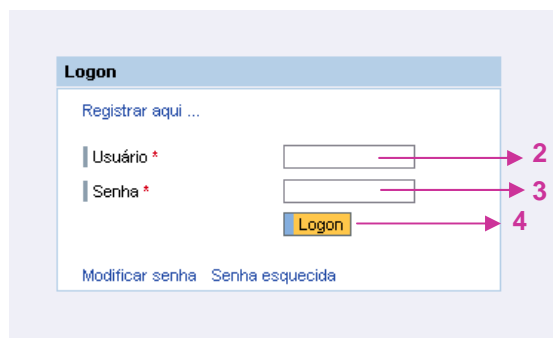 Logon
Registrar aqui ...
Usuário * 2
Senha * 3
Logon 4
Modificar senha Senha esquecida